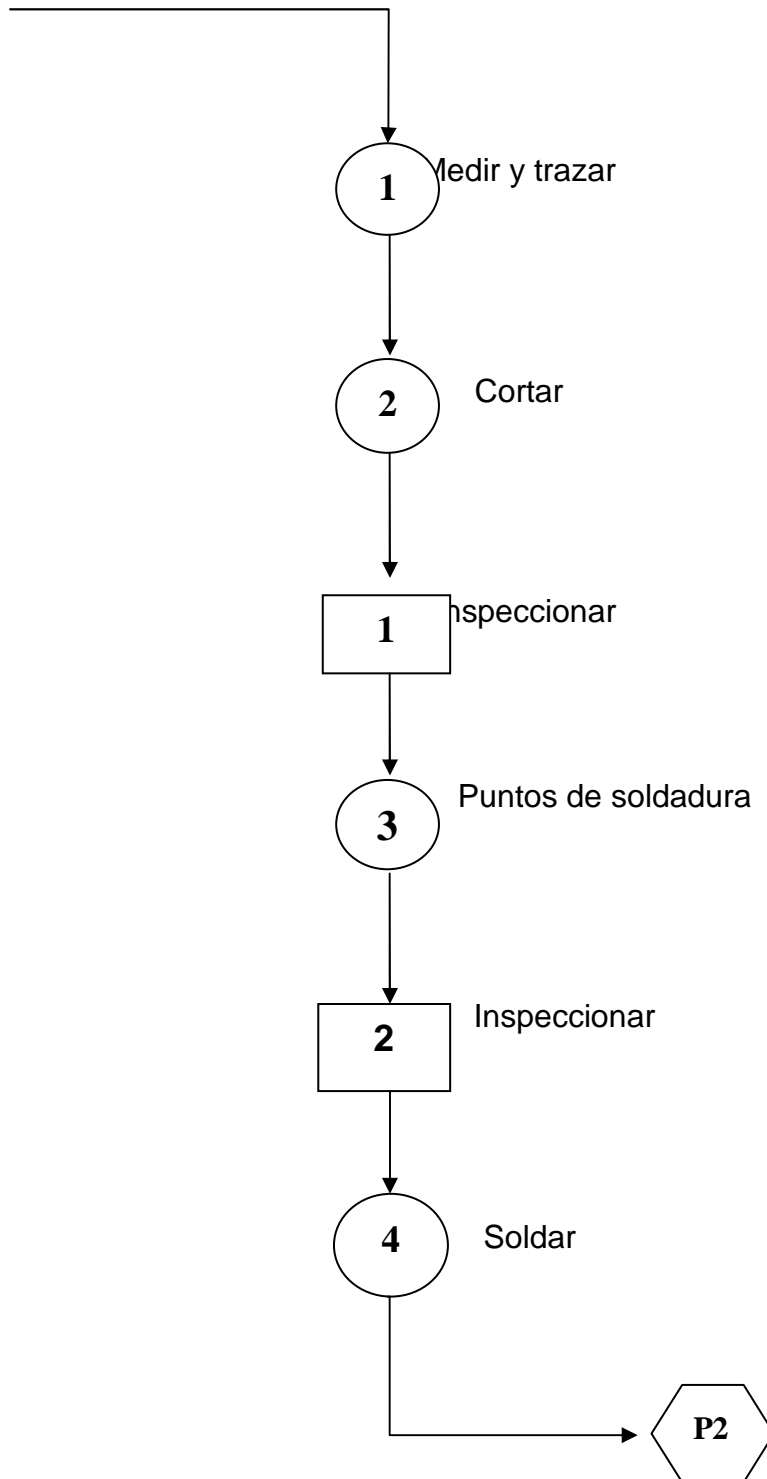 1 Medir y trazar
2 Cortar
1 Inspeccionar
3 Puntos de soldadura
2 Inspeccionar
4 Soldar
P2